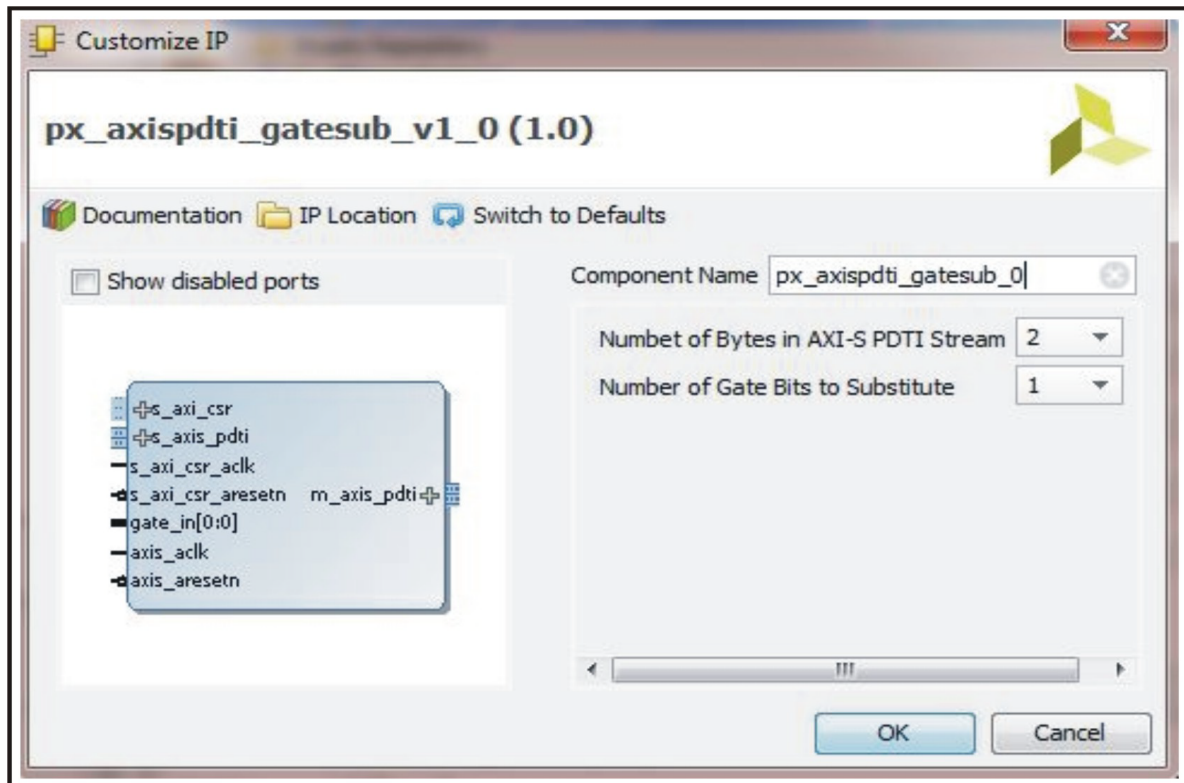 Customize IP
px_axispdti_gatesub_v1_0 (1.0)
Documentation IP Location Switch to Defaults
Show disabled ports
s_axi_csr
s_axis_pdti
s_axi_csr_aclk
s_axi_csr_aresetn m_axis_pdti
gate_in[0:0]
axis_aclk
axis_aresetn
Component Name px_axispdti_gatesub_0
Numbet of Bytes in AXI-S PDTI Stream 2
Number of Gate Bits to Substitute 1
OK Cancel